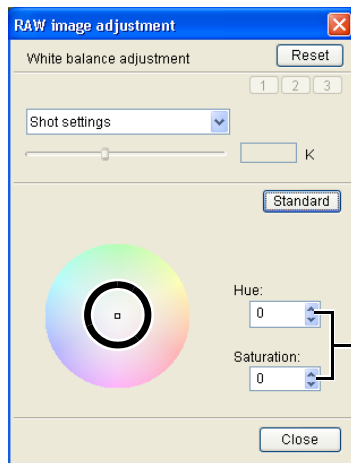 RAW image adjustment
White balance adjustment
Reset
1 2 3
Shot settings
K
Standard
Hue:
0
Saturation:
0
Close